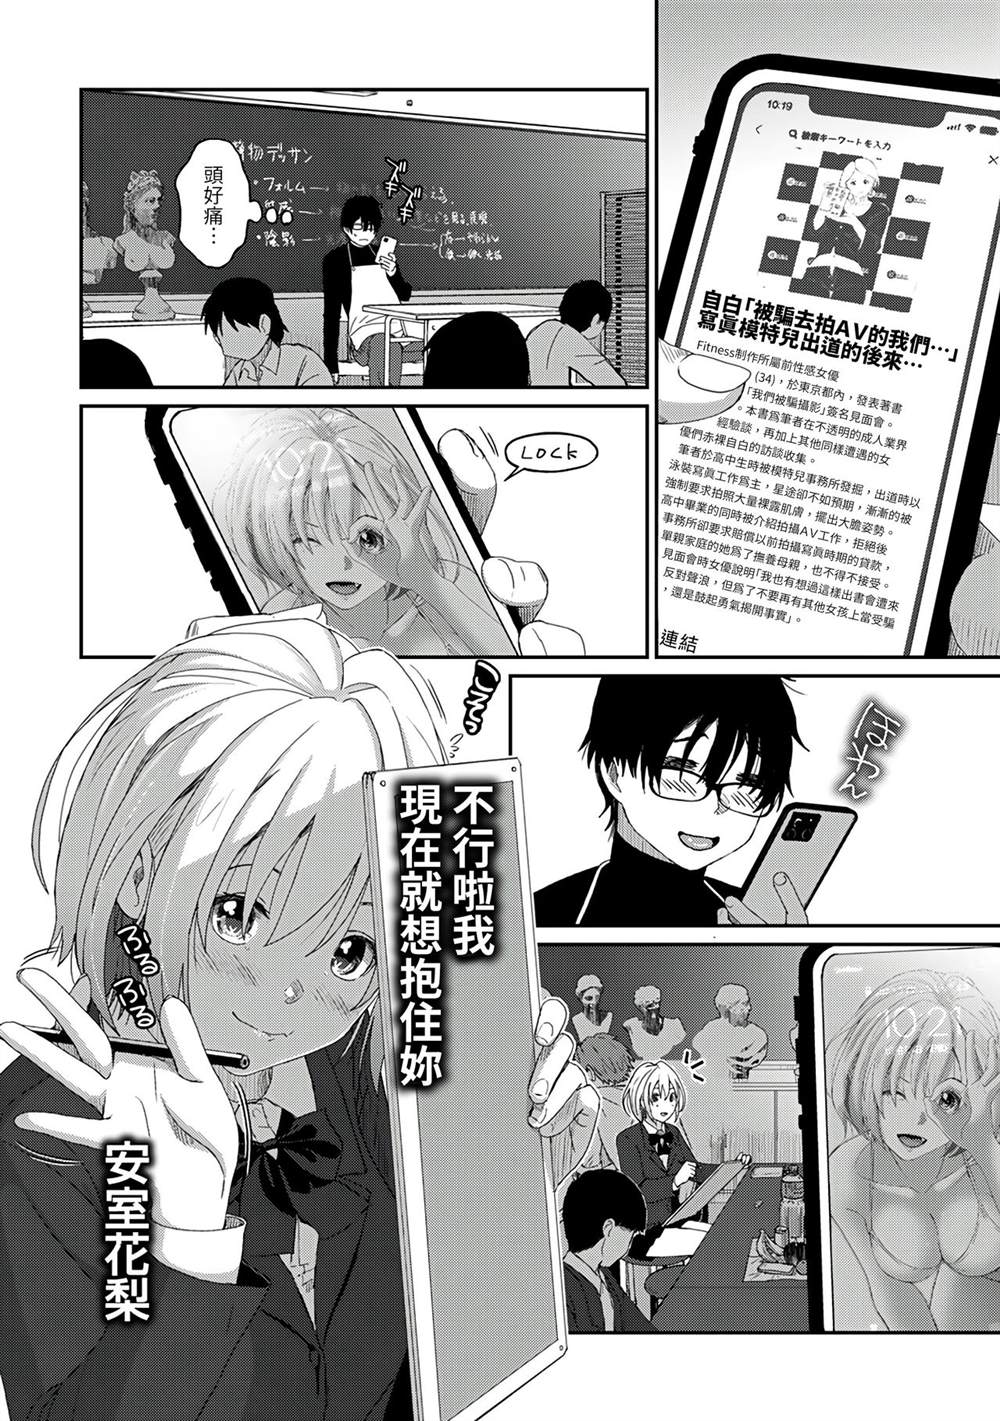 10:19
検索キーワートを入力
自白「被騙去拍AV的我們…」
寫眞模特兒出道的後來…
Fitness制作所屬前性感女優
(34)，於東京都內，發表著書
「我們被騙攝影」簽名見面會。
。本書爲筆者在不透明的成人業界
經驗談，再加上其他同樣遭遇的女
優們赤裸自白的訪談收集。
筆者於高中生時被模特兒事務所發掘，出道時以
泳裝寫眞工作爲主，星途卻不如預期，漸漸的被
強制要求拍照大量裸露肌膚，擺出大膽姿勢。
高中畢業的同時被介紹拍攝AV工作，拒絕後
事務所卻要求賠償以前拍攝寫眞時期的貸款，
單親家庭的她爲了撫養母親，也不得不接受。
見面會時女優說明「我也有想過這樣出書會遭來
反對聲浪，但爲了不要再有其他女孩上當受騙
，還是鼓起勇氣揭開事實」。
連結
物デッサン
・フォルム→
・質感→
・陰影→
頭好痛…
ズキ
ズキ
LOCK
10:21
ほわん
こそっ
不行啦我
現在就想抱住妳
ふる
ふる
安室花梨
10:21